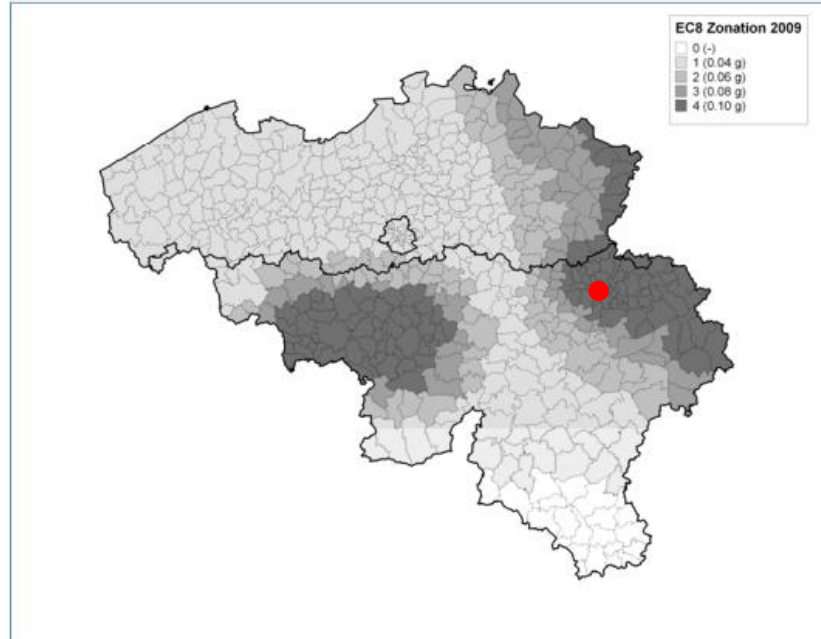 EC8 Zonation 2009
0 (-)
1 (0.04 g)
2 (0.06 g)
3 (0.08 g)
4 (0.10 g)